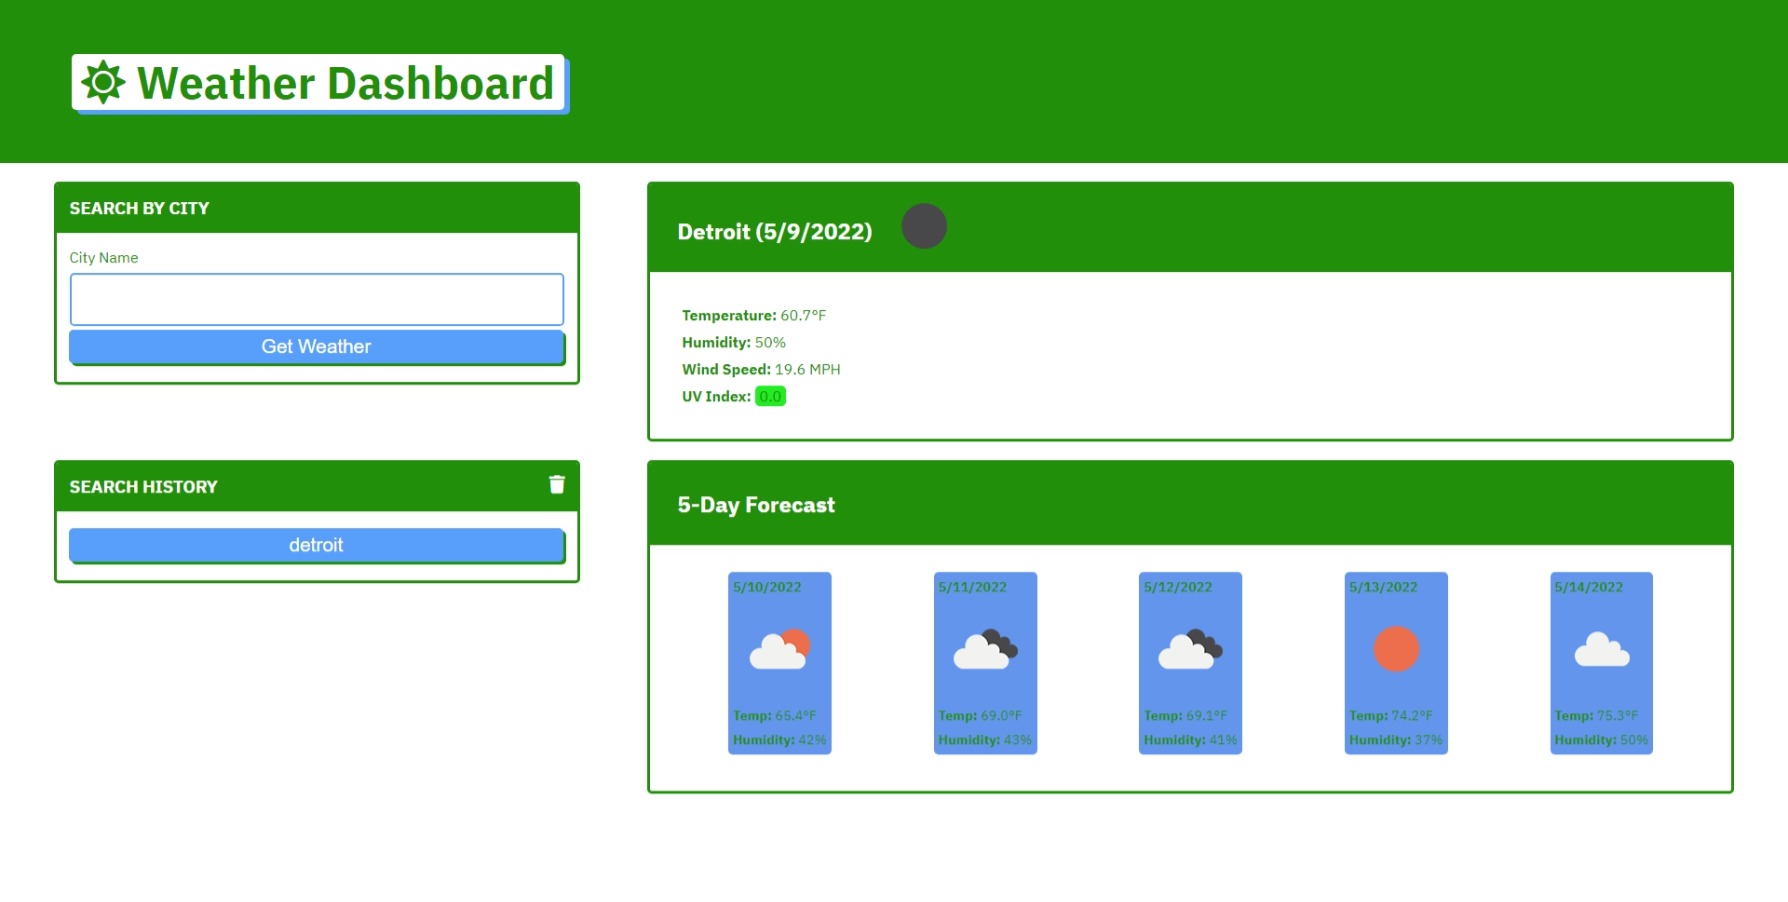 Weather Dashboard
SEARCH BY CITY
City Name
Get Weather
SEARCH HISTORY
detroit
Detroit (5/9/2022)
Temperature: 60.7°F
Humidity: 50%
Wind Speed: 19.6 MPH
UV Index: 0.0
5-Day Forecast
5/10/2022
Temp: 65.4°F
Humidity: 42%
5/11/2022
Temp: 69.0°F
Humidity: 43%
5/12/2022
Temp: 69.1°F
Humidity: 41%
5/13/2022
Temp: 74.2°F
Humidity: 37%
5/14/2022
Temp: 75.3°F
Humidity: 50%